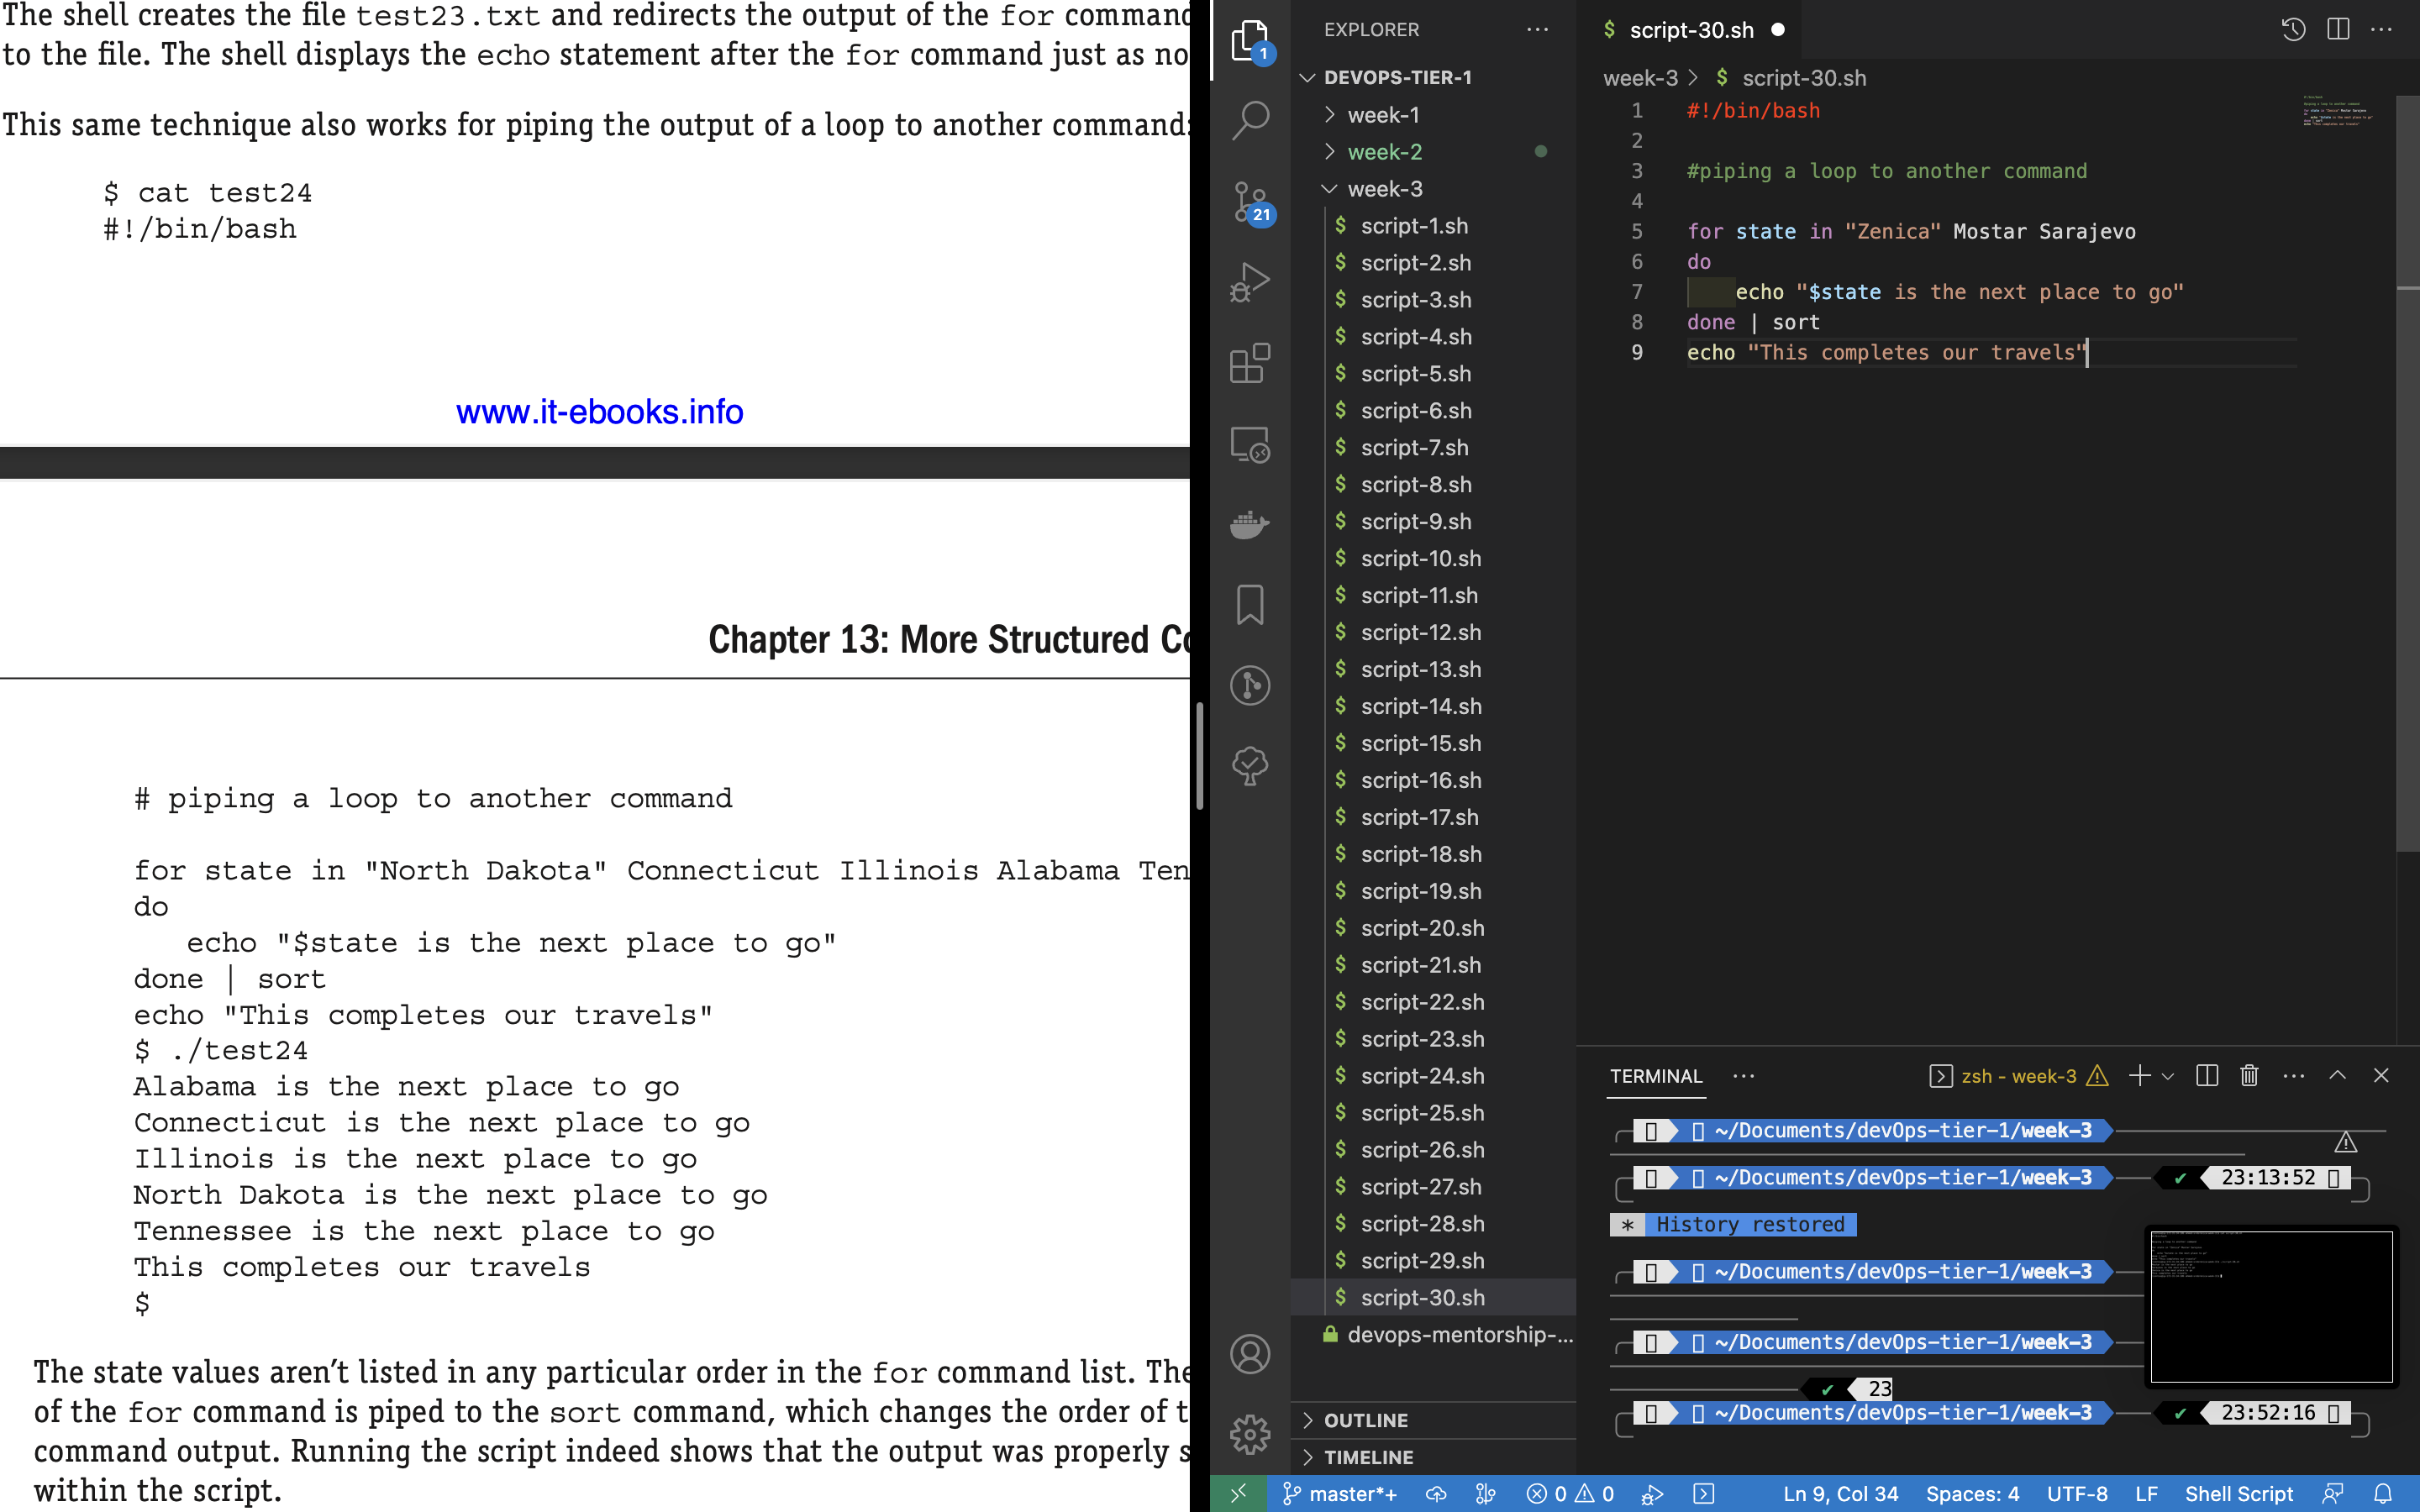 The shell creates the file test23.txt and redirects the output of the for command
to the file. The shell displays the echo statement after the for command just as no
This same technique also works for piping the output of a loop to another command:
$ cat test24
#!/bin/bash
www.it-ebooks.info
Chapter 13: More Structured Co
# piping a loop to another command
for state in "North Dakota" Connecticut Illinois Alabama Ten
do
echo "$state is the next place to go"
done | sort
echo "This completes our travels"
$ ./test24
Alabama is the next place to go
Connecticut is the next place to go
Illinois is the next place to go
North Dakota is the next place to go
Tennessee is the next place to go
This completes our travels
$
The state values aren't listed in any particular order in the for command list. The
of the for command is piped to the sort command, which changes the order of t
command output. Running the script indeed shows that the output was properly s
within the script.
1
21
EXPLORER
DEVOPS-TIER-1
week-1
week-2
week-3
$ script-1.sh
$ script-2.sh
$ script-3.sh
$ script-4.sh
$ script-5.sh
$ script-6.sh
$ script-7.sh
$ script-8.sh
$ script-9.sh
$ script-10.sh
$ script-11.sh
$ script-12.sh
$ script-13.sh
$ script-14.sh
$ script-15.sh
$ script-16.sh
$ script-17.sh
$ script-18.sh
$ script-19.sh
$ script-20.sh
$ script-21.sh
$ script-22.sh
$ script-23.sh
$ script-24.sh
$ script-25.sh
$ script-26.sh
$ script-27.sh
$ script-28.sh
$ script-29.sh
$ script-30.sh
devops-mentorship-...
OUTLINE
TIMELINE
$ script-30.sh
week-3 > $ script-30.sh
1 #!/bin/bash
2
3 #piping a loop to another command
4
5 for state in "Zenica" Mostar Sarajevo
6 do
7 echo "$state is the next place to go"
8 done | sort
9 echo "This completes our travels"
TERMINAL
zsh - week-3
~/Documents/devOps-tier-1/week-3
~/Documents/devOps-tier-1/week-3 ✔ 23:13:52
* History restored
~/Documents/devOps-tier-1/week-3
~/Documents/devOps-tier-1/week-3
✔ 23
~/Documents/devOps-tier-1/week-3 ✔ 23:52:16
master*+ 0 0 Ln 9, Col 34 Spaces: 4 UTF-8 LF Shell Script